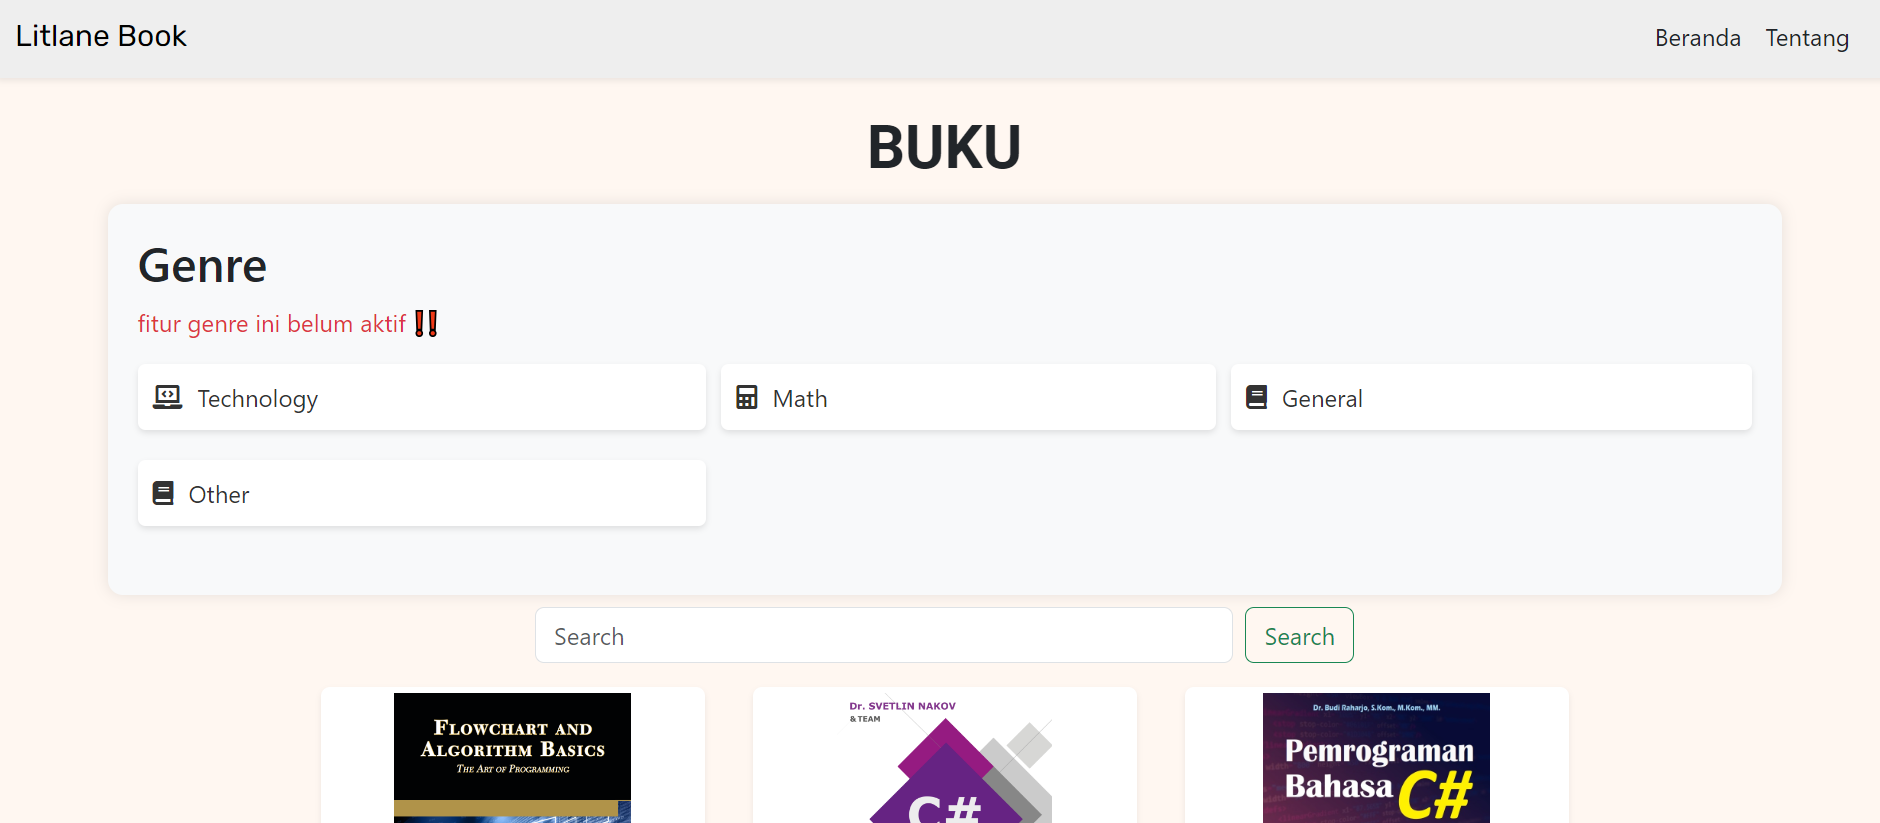 Litlane Book
Beranda Tentang
BUKU
Genre
fitur genre ini belum aktif ‼️
Technology
Math
General
Other
Search
Search
FLOWCHART AND
ALGORITHM BASICS
THE ART OF PROGRAMMING
Dr. SVETLIN NAKOV
& TEAM
C#
Dr. Budi Raharjo, S.Kom., M.Kom., MM.
Pemrograman
Bahasa C#